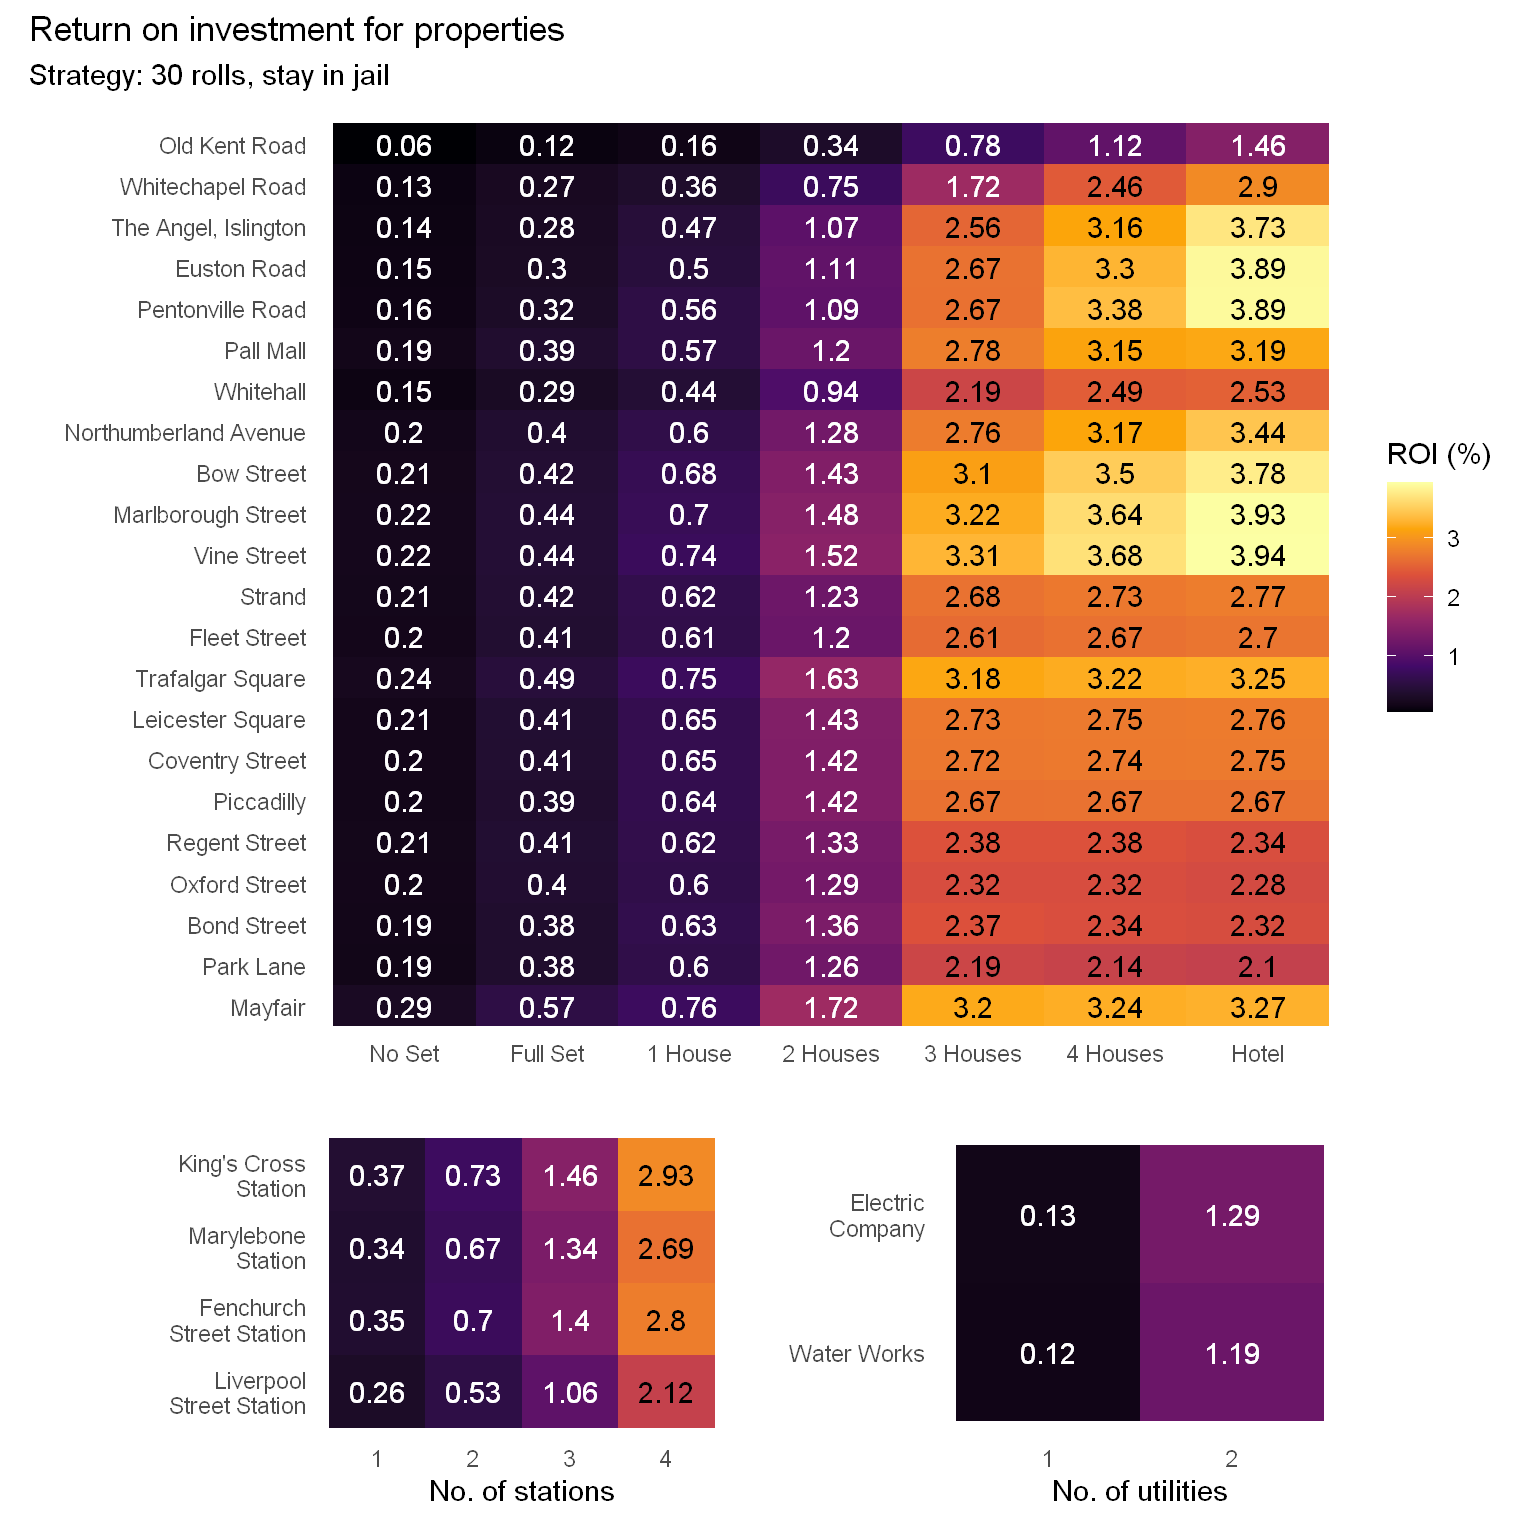 Return on investment for properties
Strategy: 30 rolls, stay in jail
Old Kent Road 0.06 0.12 0.16 0.34 0.78 1.12 1.46
Whitechapel Road 0.13 0.27 0.36 0.75 1.72 2.46 2.9
The Angel, Islington 0.14 0.28 0.47 1.07 2.56 3.16 3.73
Euston Road 0.15 0.3 0.5 1.11 2.67 3.3 3.89
Pentonville Road 0.16 0.32 0.56 1.09 2.67 3.38 3.89
Pall Mall 0.19 0.39 0.57 1.2 2.78 3.15 3.19
Whitehall 0.15 0.29 0.44 0.94 2.19 2.49 2.53
Northumberland Avenue 0.2 0.4 0.6 1.28 2.76 3.17 3.44
Bow Street 0.21 0.42 0.68 1.43 3.1 3.5 3.78
Marlborough Street 0.22 0.44 0.7 1.48 3.22 3.64 3.93
Vine Street 0.22 0.44 0.74 1.52 3.31 3.68 3.94
Strand 0.21 0.42 0.62 1.23 2.68 2.73 2.77
Fleet Street 0.2 0.41 0.61 1.2 2.61 2.67 2.7
Trafalgar Square 0.24 0.49 0.75 1.63 3.18 3.22 3.25
Leicester Square 0.21 0.41 0.65 1.43 2.73 2.75 2.76
Coventry Street 0.2 0.41 0.65 1.42 2.72 2.74 2.75
Piccadilly 0.2 0.39 0.64 1.42 2.67 2.67 2.67
Regent Street 0.21 0.41 0.62 1.33 2.38 2.38 2.34
Oxford Street 0.2 0.4 0.6 1.29 2.32 2.32 2.28
Bond Street 0.19 0.38 0.63 1.36 2.37 2.34 2.32
Park Lane 0.19 0.38 0.6 1.26 2.19 2.14 2.1
Mayfair 0.29 0.57 0.76 1.72 3.2 3.24 3.27
No Set Full Set 1 House 2 Houses 3 Houses 4 Houses Hotel
ROI (%)
3
2
1
King's Cross
Station
0.37 0.73 1.46 2.93
Marylebone
Station
0.34 0.67 1.34 2.69
Fenchurch
Street Station
0.35 0.7 1.4 2.8
Liverpool
Street Station
0.26 0.53 1.06 2.12
1 2 3 4
No. of stations
Electric
Company
0.13 1.29
Water Works 0.12 1.19
1 2
No. of utilities